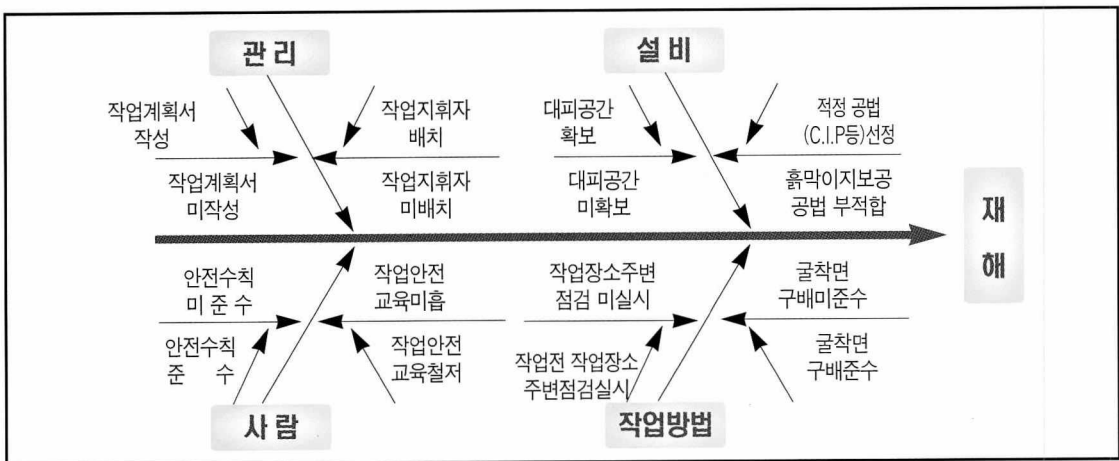 관 리
설 비
작업계획서
작성
작업지휘자
배치
대피공간
확보
적정 공법
(C.I.P등)선정
작업계획서
미작성
작업지휘자
미배치
대피공간
미확보
흙막이지보공
공법 부적합
재
해
안전수칙
미 준 수
작업안전
교육미흡
작업장소주변
점검 미실시
굴착면
구배미준수
안전수칙
준 수
작업안전
교육철저
작업전 작업장소
주변점검실시
굴착면
구배준수
사 람
작업방법